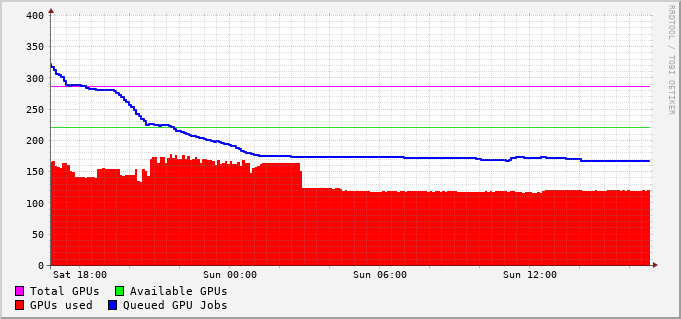 RRDTOOL / TOBI OETIKER
400
350
300
250
200
150
100
50
0
Sat 18:00 Sun 00:00 Sun 06:00 Sun 12:00
Total GPUs Available GPUs
GPUs used Queued GPU Jobs